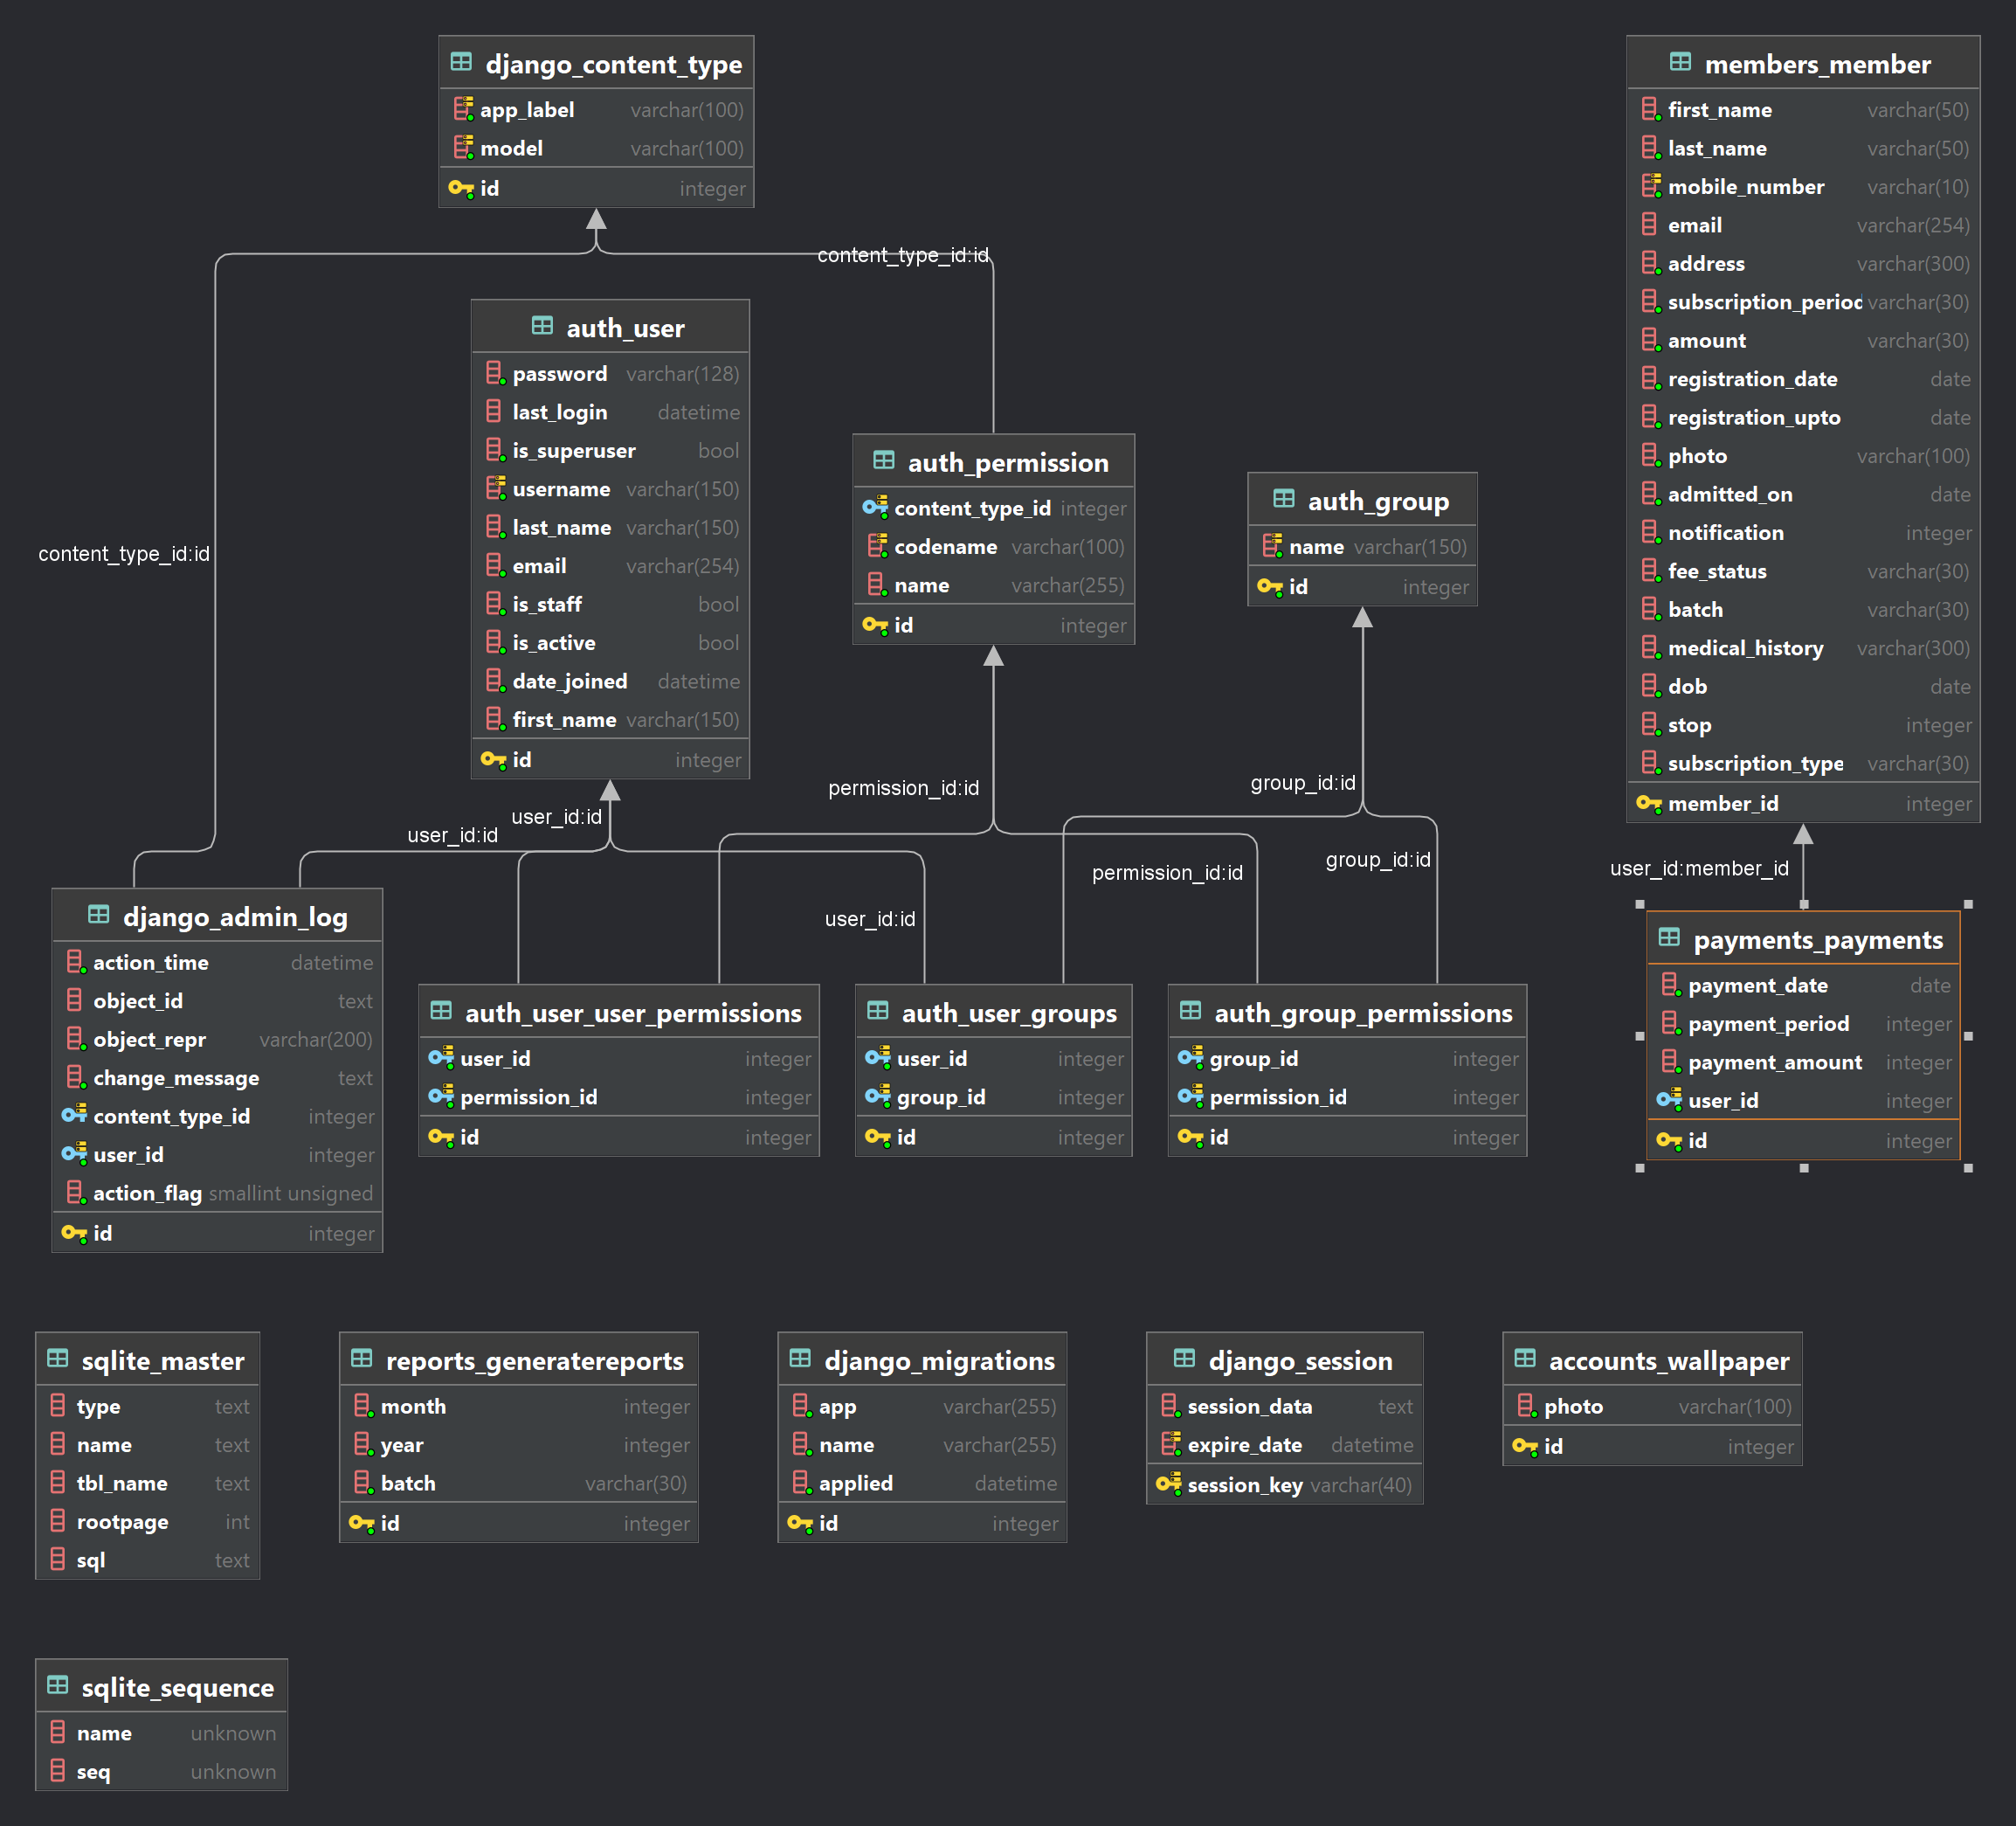 django_content_type
app_label varchar(100)
model varchar(100)
id integer
members_member
first_name varchar(50)
last_name varchar(50)
mobile_number varchar(10)
email varchar(254)
address varchar(300)
subscription_period varchar(30)
amount varchar(30)
registration_date date
registration_upto date
photo varchar(100)
admitted_on date
notification integer
fee_status varchar(30)
batch varchar(30)
medical_history varchar(300)
dob date
stop integer
subscription_type varchar(30)
member_id integer
content_type_id:id
content_type_id:id
auth_user
password varchar(128)
last_login datetime
is_superuser bool
username varchar(150)
last_name varchar(150)
email varchar(254)
is_staff bool
is_active bool
date_joined datetime
first_name varchar(150)
id integer
auth_permission
content_type_id integer
codename varchar(100)
name varchar(255)
id integer
auth_group
name varchar(150)
id integer
user_id:id
user_id:id
user_id:id
permission_id:id
permission_id:id
group_id:id
group_id:id
user_id:member_id
django_admin_log
action_time datetime
object_id text
object_repr varchar(200)
change_message text
content_type_id integer
user_id integer
action_flag smallint unsigned
id integer
auth_user_user_permissions
user_id integer
permission_id integer
id integer
auth_user_groups
user_id integer
group_id integer
id integer
auth_group_permissions
group_id integer
permission_id integer
id integer
payments_payments
payment_date date
payment_period integer
payment_amount integer
user_id integer
id integer
sqlite_master
type text
name text
tbl_name text
rootpage int
sql text
reports_generatereports
month integer
year integer
batch varchar(30)
id integer
django_migrations
app varchar(255)
name varchar(255)
applied datetime
id integer
django_session
session_data text
expire_date datetime
session_key varchar(40)
accounts_wallpaper
photo varchar(100)
id integer
sqlite_sequence
name unknown
seq unknown